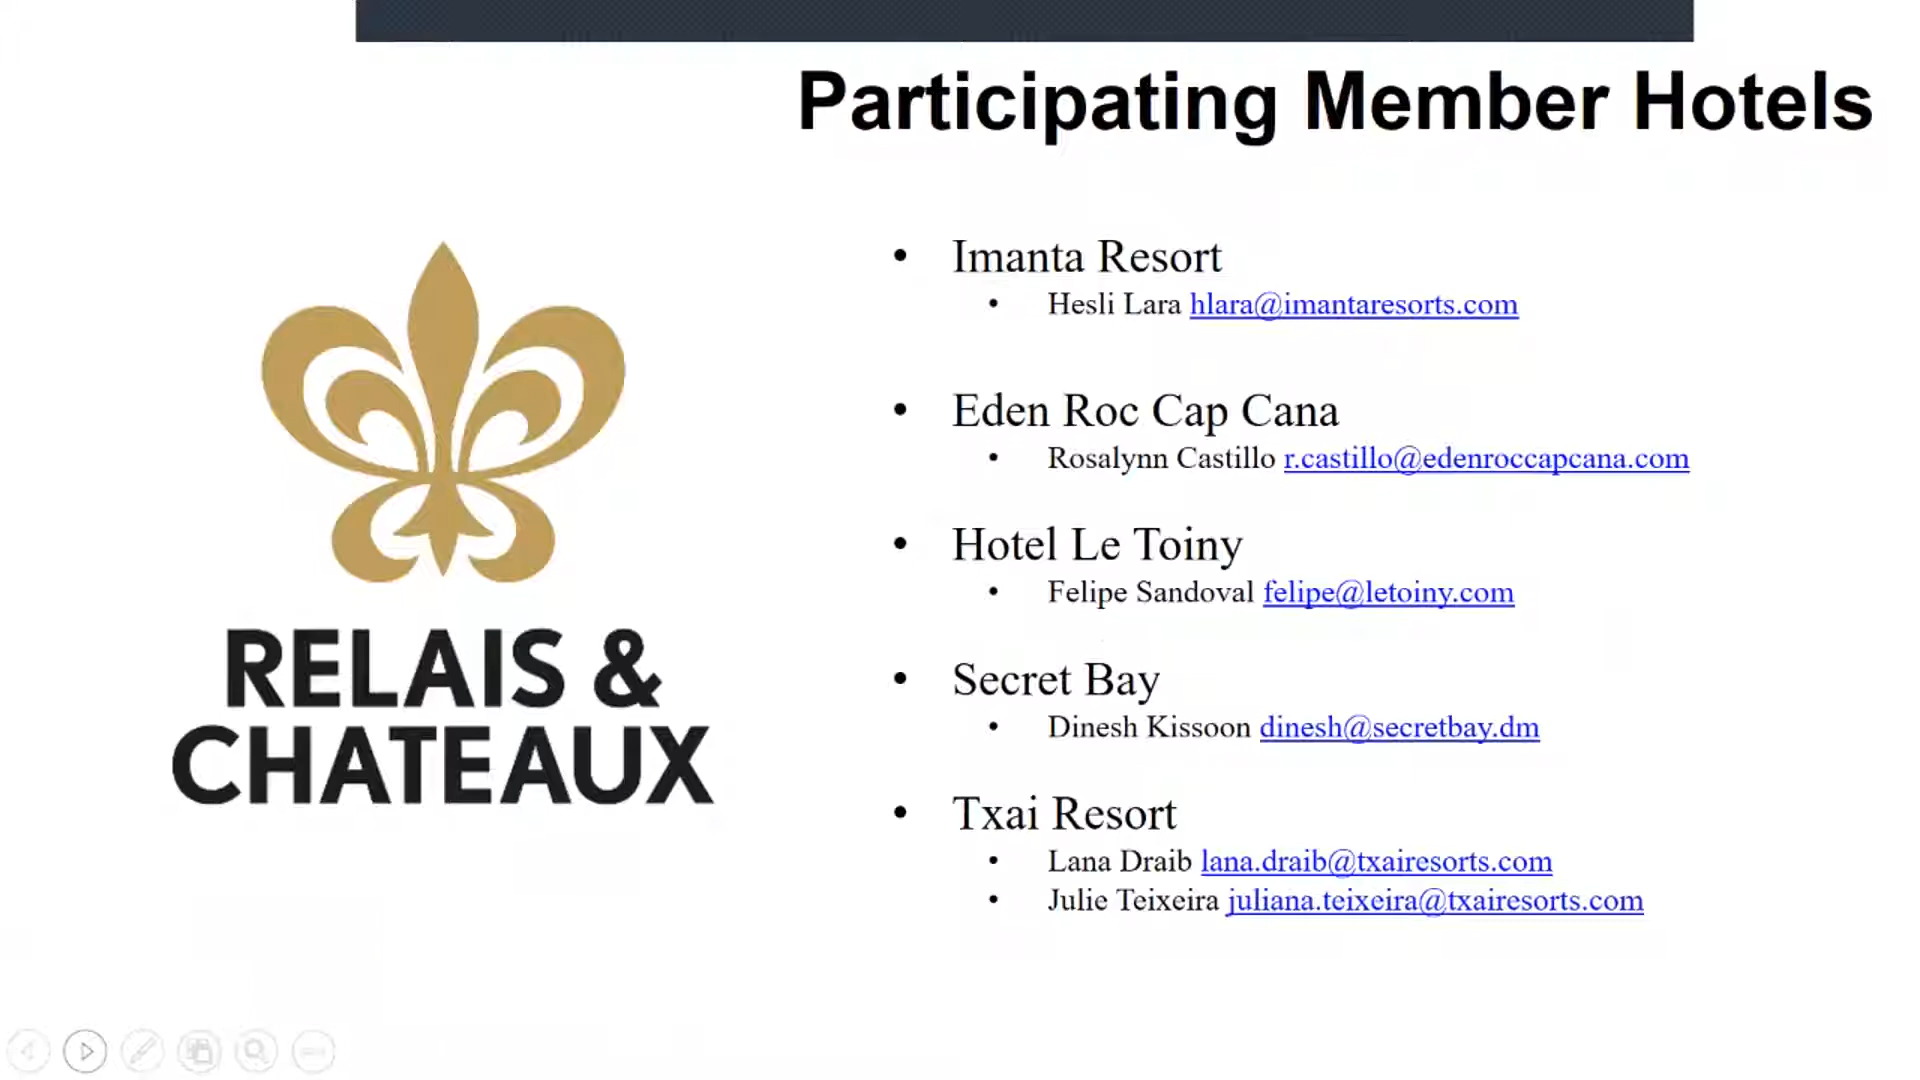 Participating Member Hotels
RELAIS &
CHATEAUX
• Imanta Resort
• Hesli Lara hlara@imantaresorts.com
• Eden Roc Cap Cana
• Rosalynn Castillo r.castillo@edenroccapcana.com
• Hotel Le Toiny
• Felipe Sandoval felipe@letoiny.com
• Secret Bay
• Dinesh Kissoon dinesh@secretbay.dm
• Txai Resort
• Lana Draib lana.draib@txairesorts.com
• Julie Teixeira juliana.teixeira@txairesorts.com